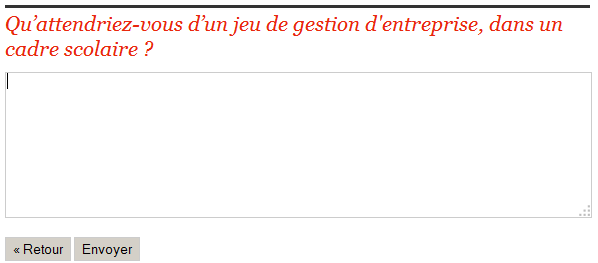 Qu’attendriez-vous d’un jeu de gestion d'entreprise, dans un
cadre scolaire ?
« Retour Envoyer